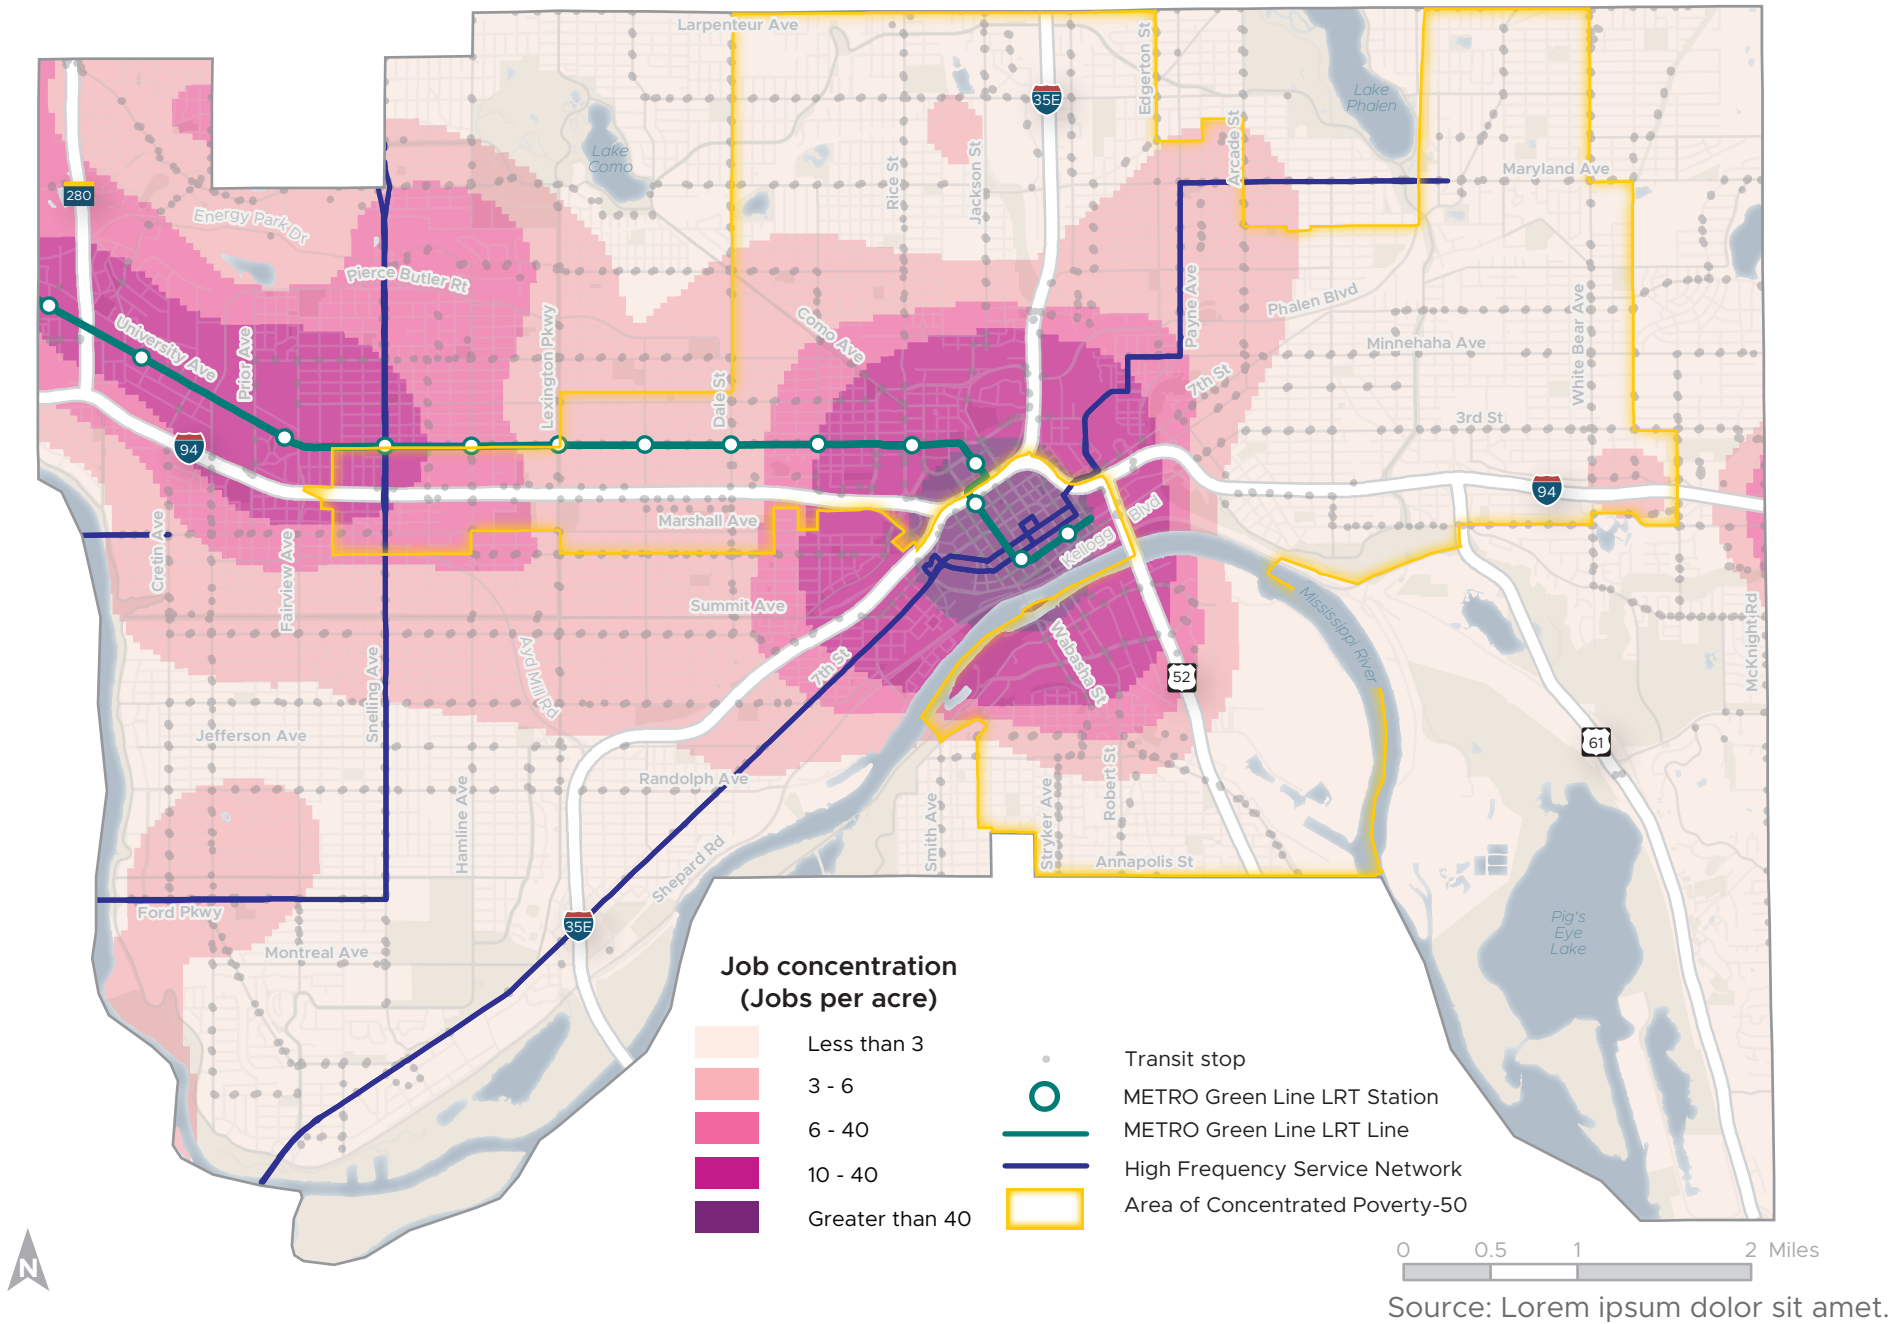 Larpenteur Ave
Edgerton St
35E
Lake
Phalen
Lake
Como
Rice St
Jackson St
Arcade St
Maryland Ave
280
Energy Park Dr
Pierce Butler Rt
University Ave
Prior Ave
Lexington Pkwy
Dale St
Como Ave
Payne Ave
Phalen Blvd
White Bear Ave
Minnehaha Ave
7th St
3rd St
94
94
Cretin Ave
Fairview Ave
Marshall Ave
Kellogg Blvd
Summit Ave
Snelling Ave
Ayd Mill Rd
7th St
Wabasha St
Mississippi River
McKnight Rd
52
61
Jefferson Ave
Randolph Ave
Hamline Ave
Smith Ave
Stryker Ave
Robert St
Shepard Rd
Annapolis St
Ford Pkwy
35E
Montreal Ave
Pig's
Eye
Lake
Job concentration
(Jobs per acre)
Less than 3
3 - 6
6 - 40
10 - 40
Greater than 40
Transit stop
METRO Green Line LRT Station
METRO Green Line LRT Line
High Frequency Service Network
Area of Concentrated Poverty-50
N
0 0.5 1 2 Miles
Source: Lorem ipsum dolor sit amet.